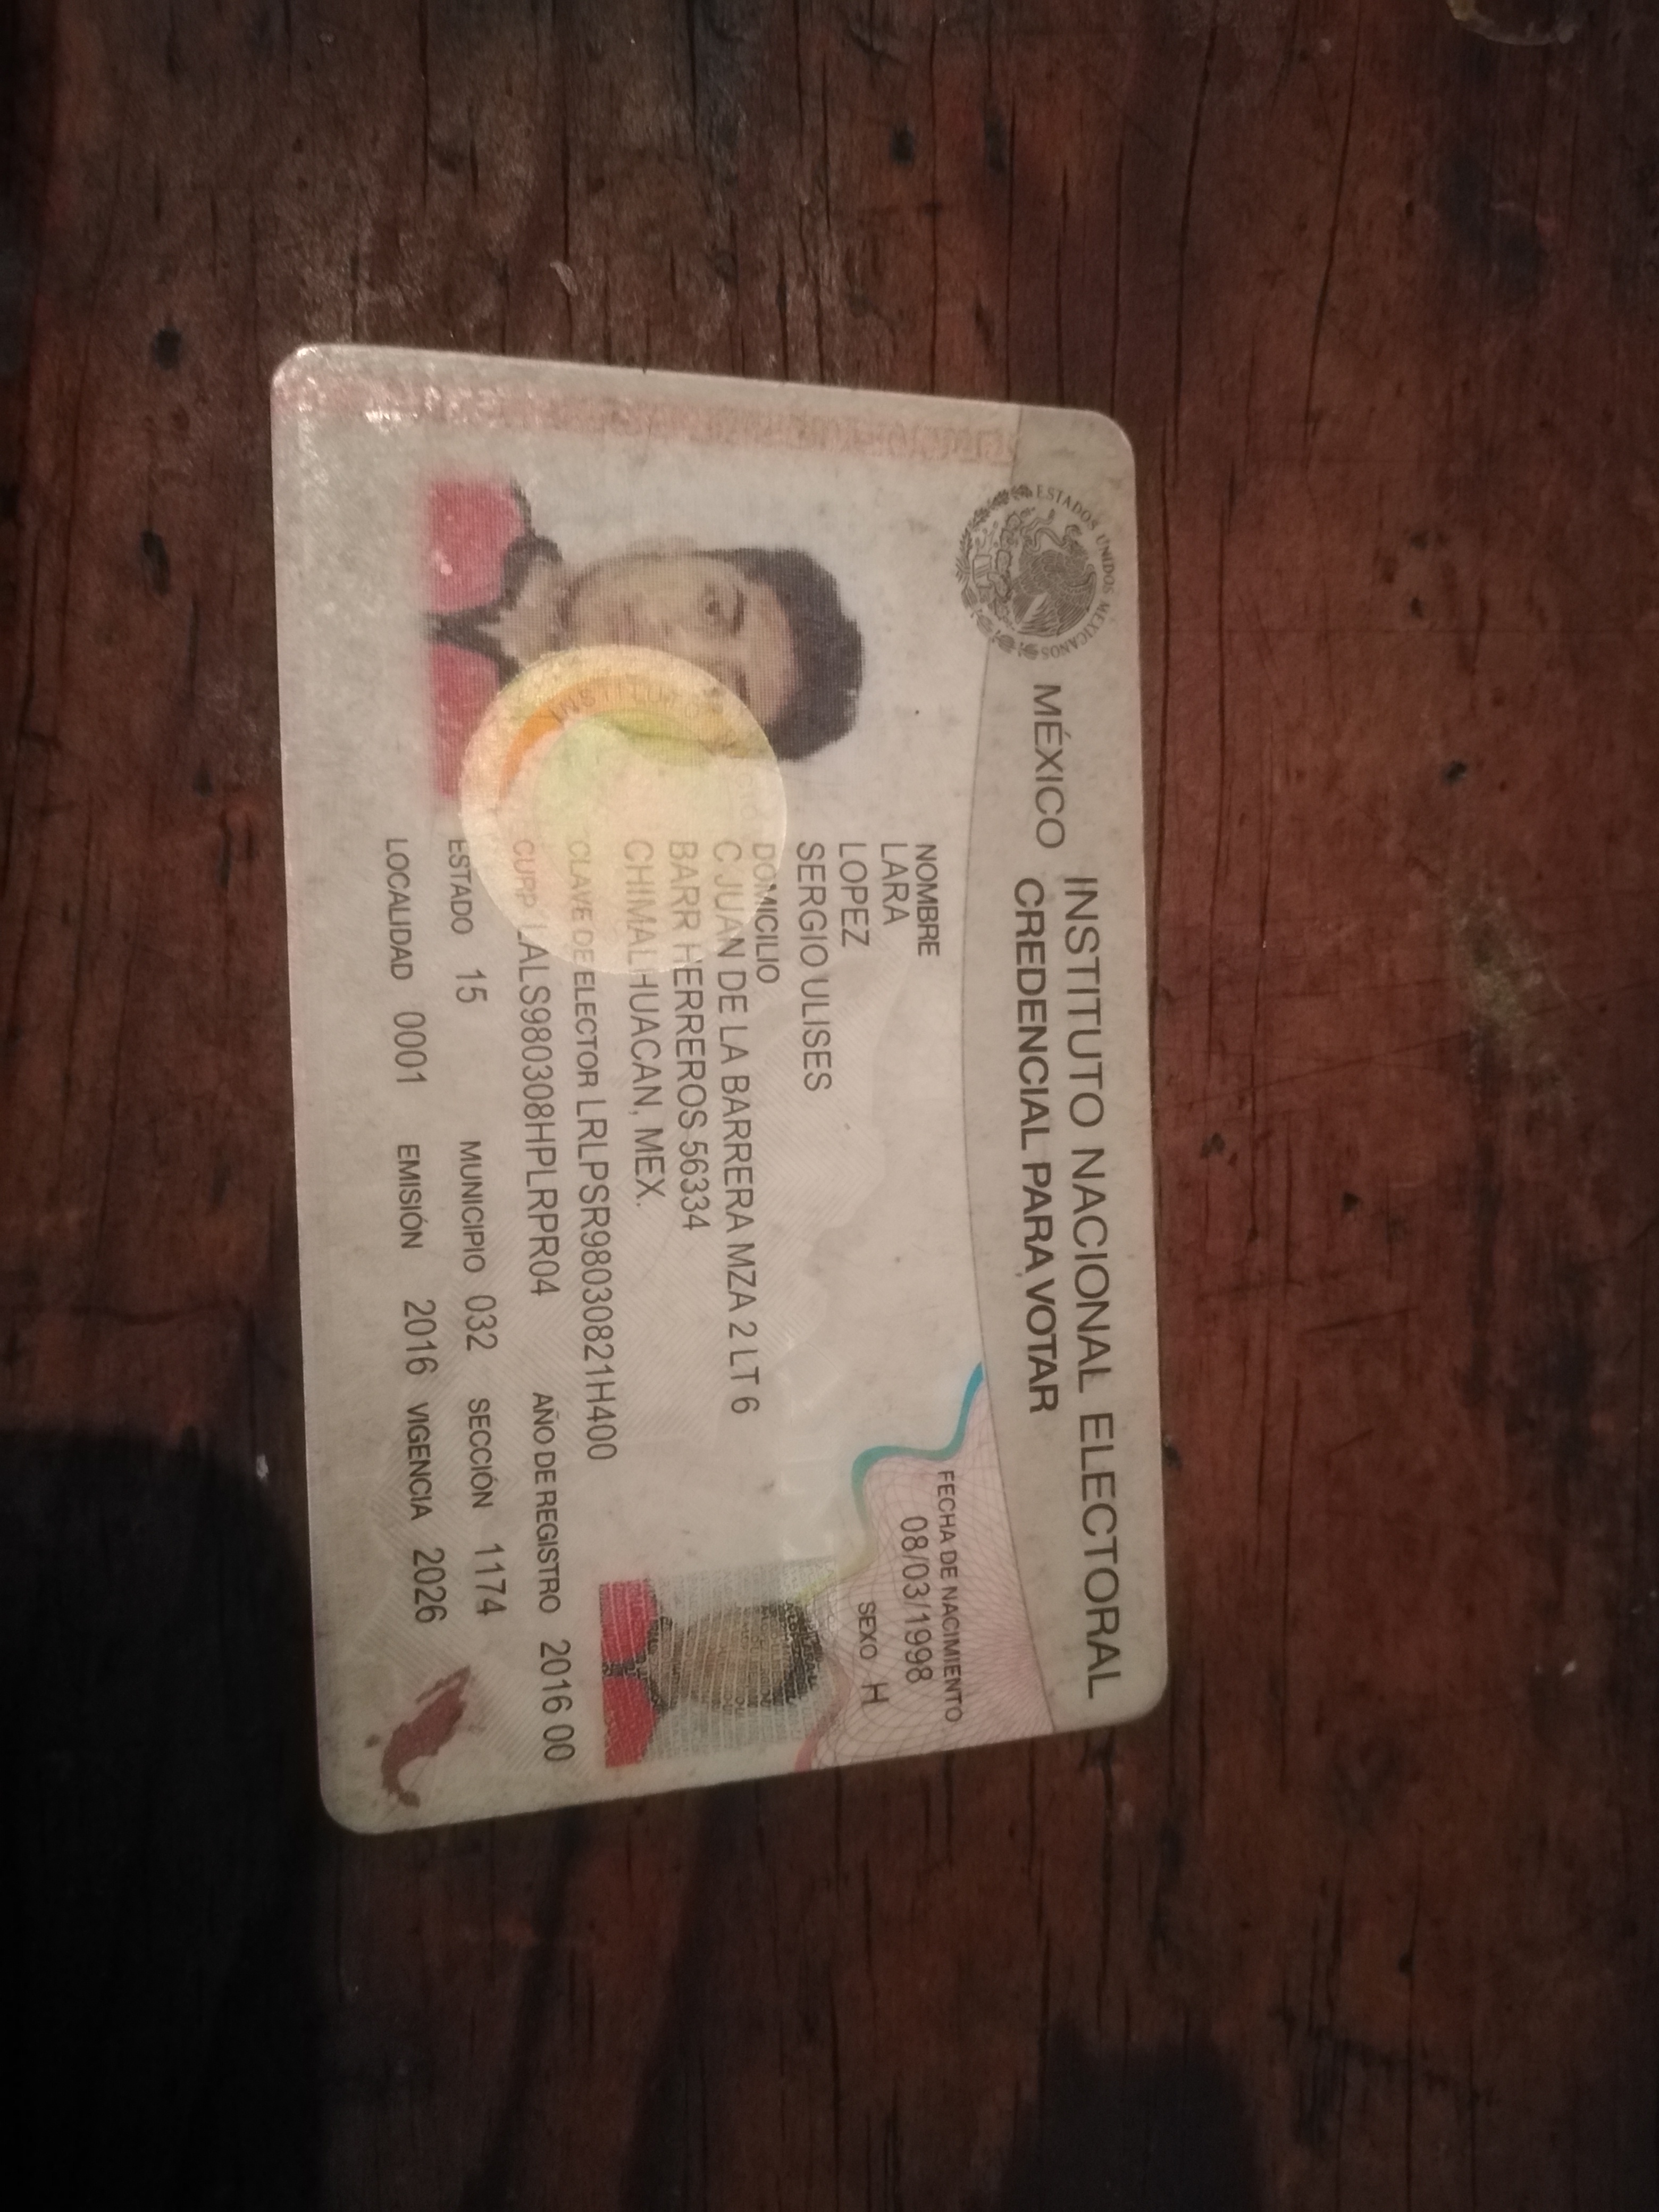 ESTADOS UNIDOS MEXICANOS
MÉXICO INSTITUTO NACIONAL ELECTORAL
CREDENCIAL PARA VOTAR
NOMBRE
LARA
LOPEZ
SERGIO ULISES
FECHA DE NACIMIENTO
08/03/1998
SEXO H
DOMICILIO
C JUAN DE LA BARRERA MZA 2 LT 6
BARR HERREROS 56334
CHIMALHUACAN, MEX.
CLAVE DE ELECTOR LRLPSR98030821H400
CURP LALS980308HPLRPR04 AÑO DE REGISTRO 2016 00
ESTADO 15 MUNICIPIO 032 SECCIÓN 1174
LOCALIDAD 0001 EMISIÓN 2016 VIGENCIA 2026